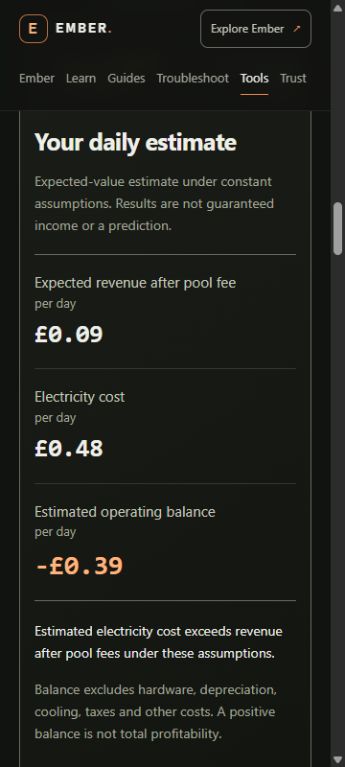 E EMBER.
Explore Ember ↗
Ember Learn Guides Troubleshoot Tools Trust
Your daily estimate
Expected-value estimate under constant
assumptions. Results are not guaranteed
income or a prediction.
Expected revenue after pool fee
per day
£0.09
Electricity cost
per day
£0.48
Estimated operating balance
per day
-£0.39
Estimated electricity cost exceeds revenue
after pool fees under these assumptions.
Balance excludes hardware, depreciation,
cooling, taxes and other costs. A positive
balance is not total profitability.